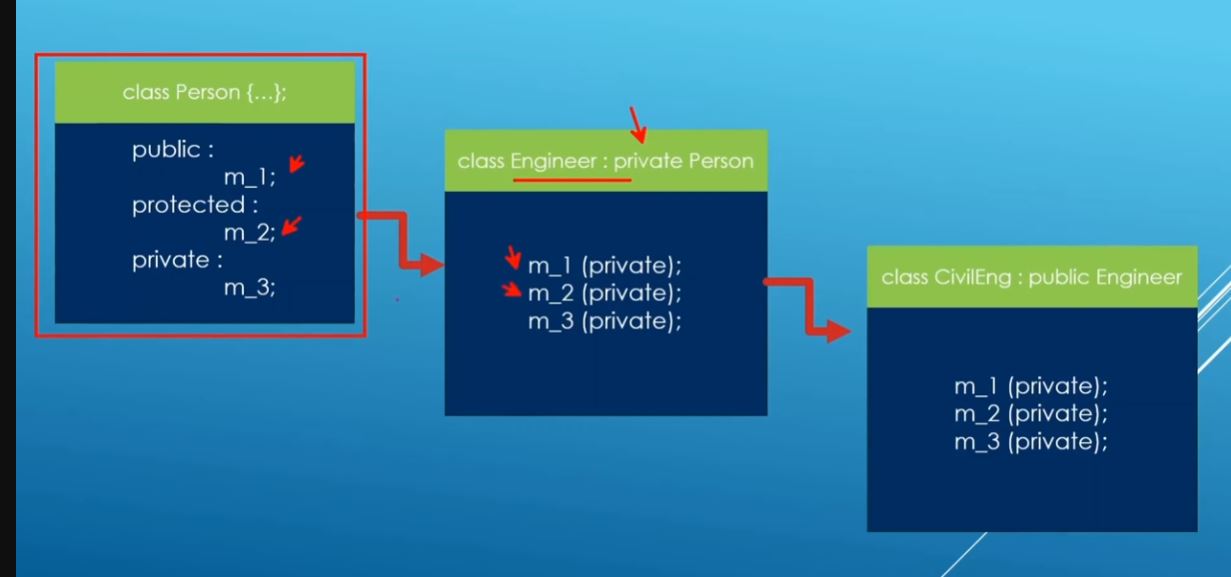 class Person {...};
public :
m_1;
protected :
m_2;
private :
m_3;
class Engineer : private Person
m_1 (private);
m_2 (private);
m_3 (private);
class CivilEng : public Engineer
m_1 (private);
m_2 (private);
m_3 (private);